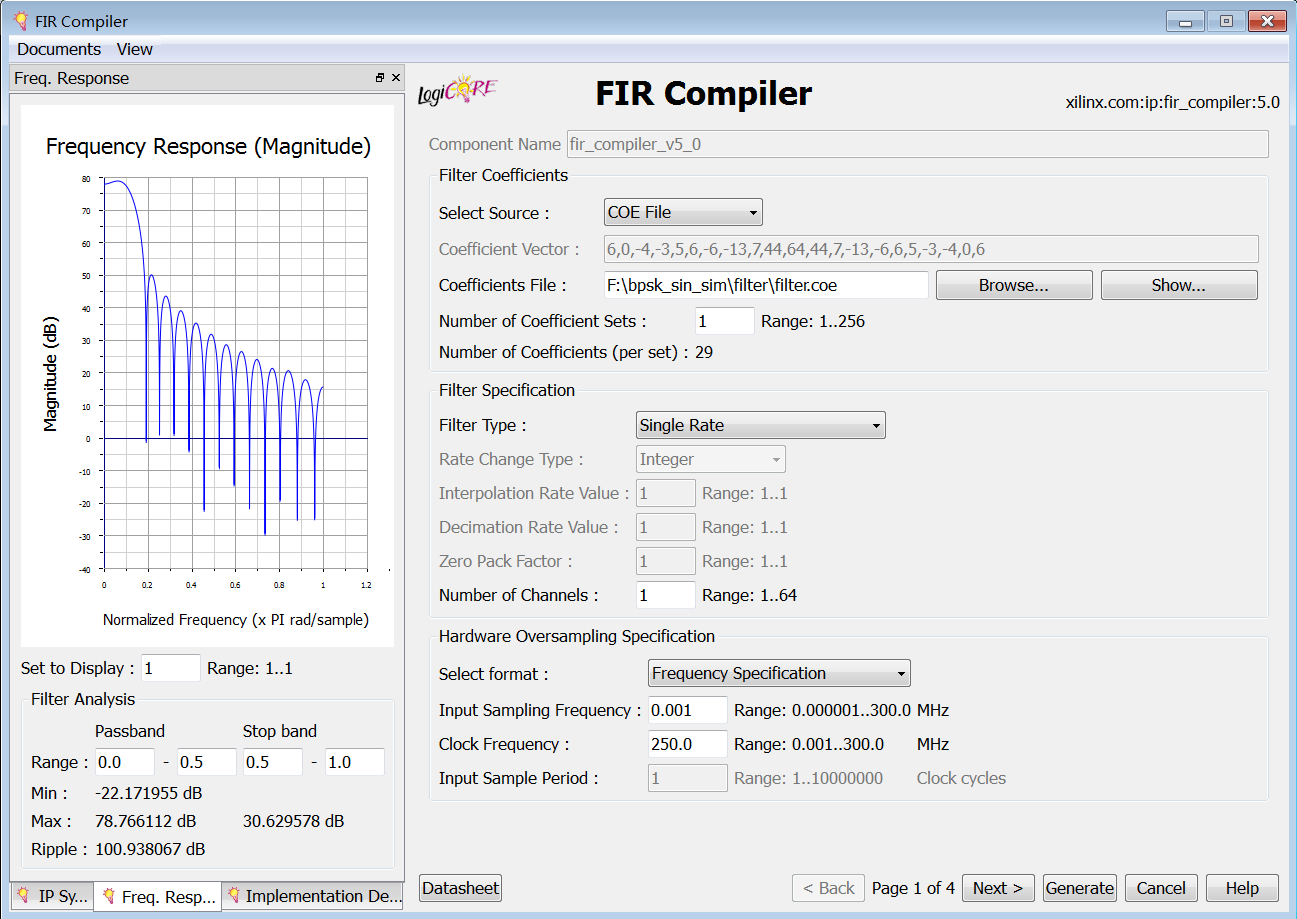 FIR Compiler
Documents View
Freq. Response
Frequency Response (Magnitude)
80
70
60
50
40
30
20
10
0
-10
-20
-30
-40
Magnitude (dB)
0 0.2 0.4 0.6 0.8 1 1.2
Normalized Frequency (x PI rad/sample)
Set to Display : 1 Range: 1..1
Filter Analysis
Passband Stop band
Range : 0.0 - 0.5 0.5 - 1.0
Min : -22.171955 dB
Max : 78.766112 dB 30.629578 dB
Ripple : 100.938067 dB
IP Sy... Freq. Resp... Implementation De...
LogiCORE
FIR Compiler
xilinx.com:ip:fir_compiler:5.0
Component Name fir_compiler_v5_0
Filter Coefficients
Select Source : COE File
Coefficient Vector : 6,0,-4,-3,5,6,-6,-13,7,44,64,44,7,-13,-6,6,5,-3,-4,0,6
Coefficients File : F:\bpsk_sin_sim\filter\filter.coe Browse... Show...
Number of Coefficient Sets : 1 Range: 1..256
Number of Coefficients (per set) : 29
Filter Specification
Filter Type : Single Rate
Rate Change Type : Integer
Interpolation Rate Value : 1 Range: 1..1
Decimation Rate Value : 1 Range: 1..1
Zero Pack Factor : 1 Range: 1..1
Number of Channels : 1 Range: 1..64
Hardware Oversampling Specification
Select format : Frequency Specification
Input Sampling Frequency : 0.001 Range: 0.000001..300.0 MHz
Clock Frequency : 250.0 Range: 0.001..300.0 MHz
Input Sample Period : 1 Range: 1..10000000 Clock cycles
Datasheet < Back Page 1 of 4 Next > Generate Cancel Help